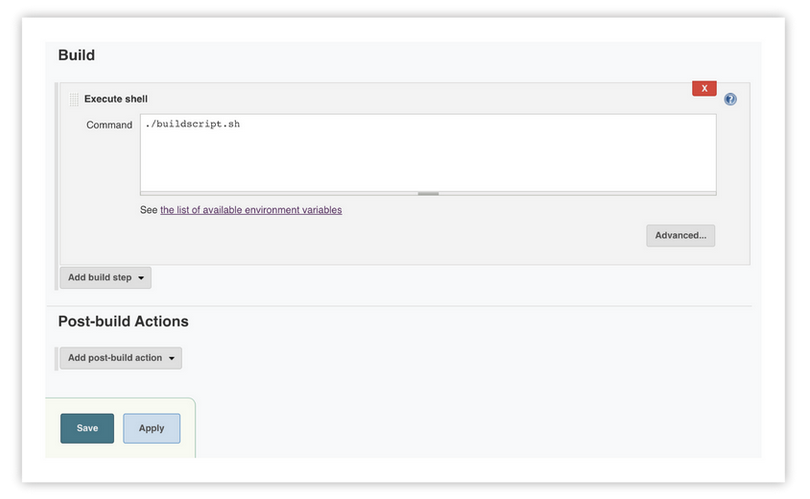 Build
X
Execute shell
?
Command ./buildscript.sh
See the list of available environment variables
Advanced...
Add build step
Post-build Actions
Add post-build action
Save Apply